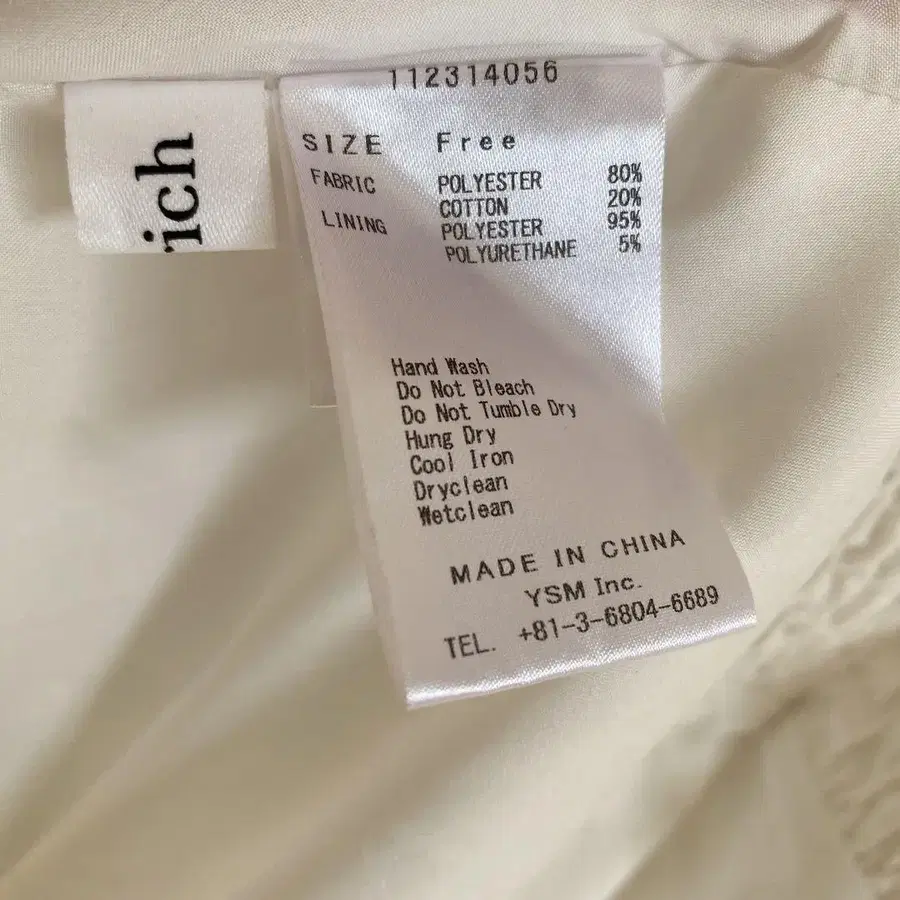 rich
112314056
SIZE Free
FABRIC POLYESTER 80%
COTTON 20%
LINING POLYESTER 95%
POLYURETHANE 5%
Hand Wash
Do Not Bleach
Do Not Tumble Dry
Hung Dry
Cool Iron
Dryclean
Wetclean
MADE IN CHINA
YSM Inc.
TEL. +81-3-6804-6689